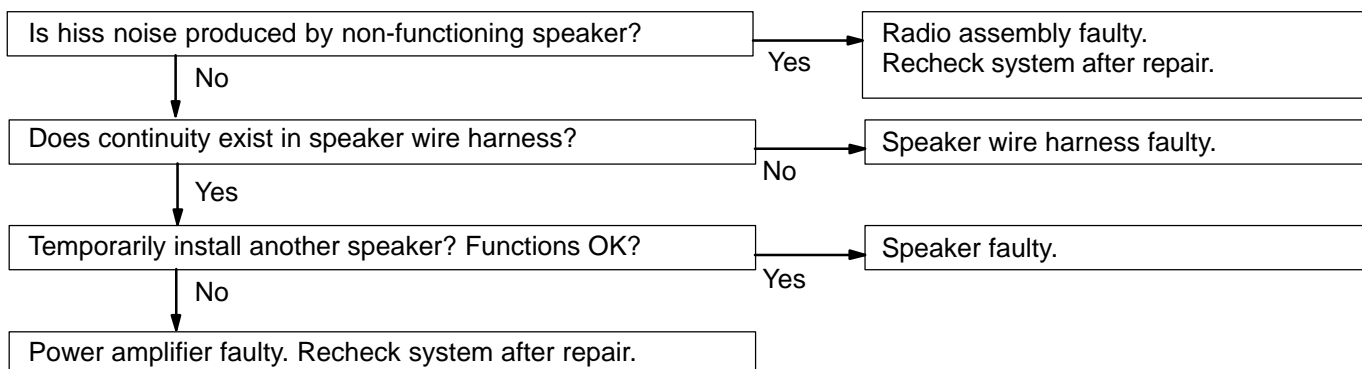 Is hiss noise produced by non-functioning speaker?
Yes
Radio assembly faulty.
Recheck system after repair.
No
Does continuity exist in speaker wire harness?
No
Speaker wire harness faulty.
Yes
Temporarily install another speaker? Functions OK?
Yes
Speaker faulty.
No
Power amplifier faulty. Recheck system after repair.